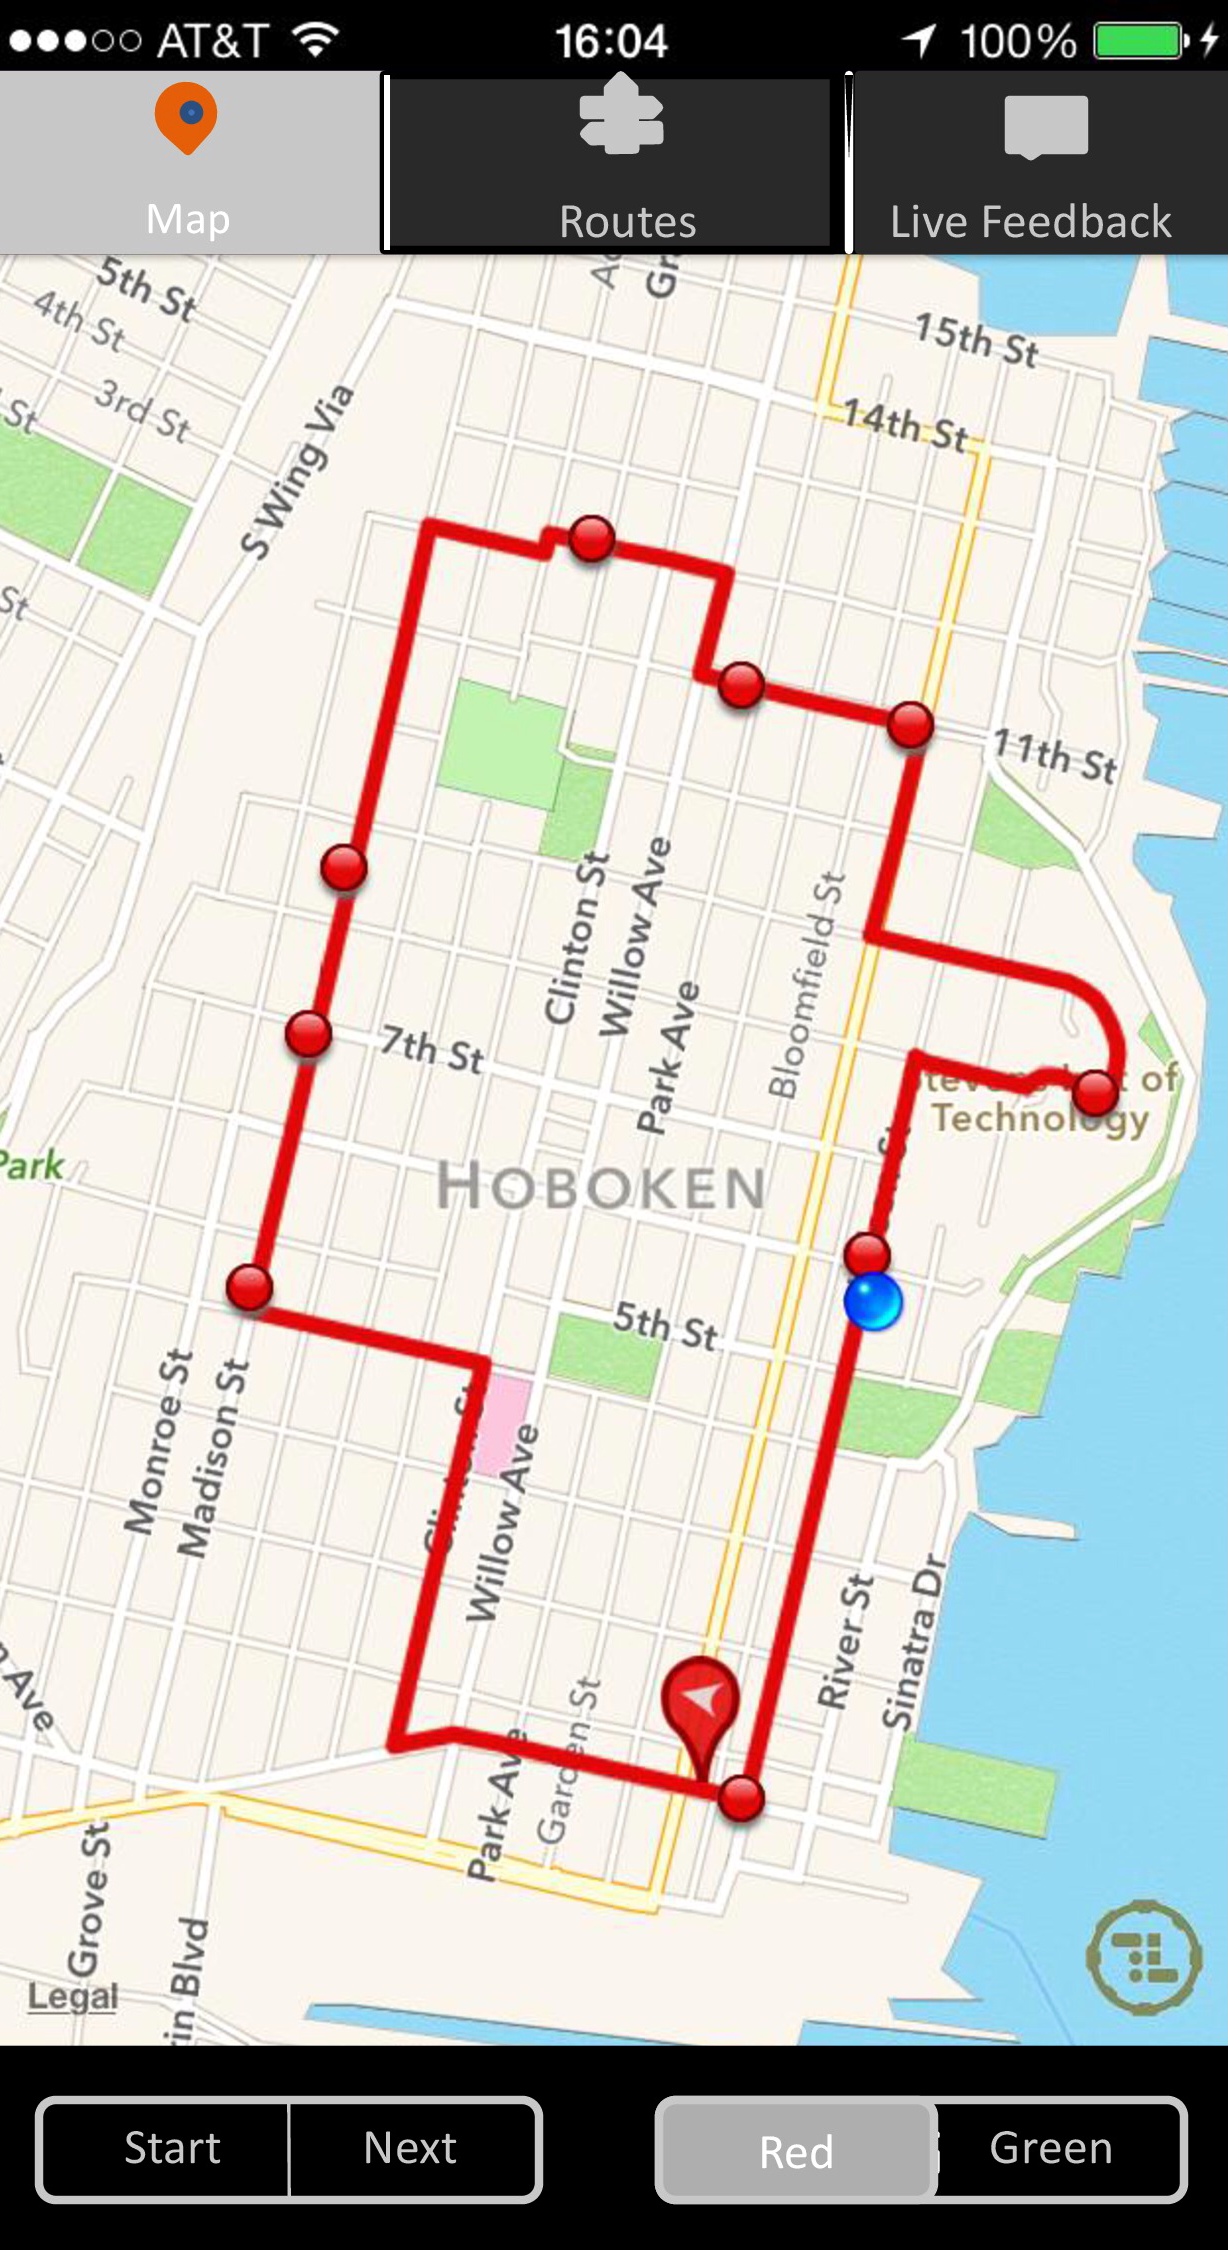 AT&T 16:04 100%
Map Routes Live Feedback
5th St
4th St
3rd St
St
15th St
14th St
S Wing Via
St
11th St
Clinton St
Willow Ave
Park Ave
Bloomfield St
7th St
Technology
Park
HOBOKEN
5th St
Monroe St
Madison St
Clinton St
Willow Ave
River St
Sinatra Dr
Ave
Park Ave
Garden St
Grove St
Blvd
Legal
Start Next Red Green